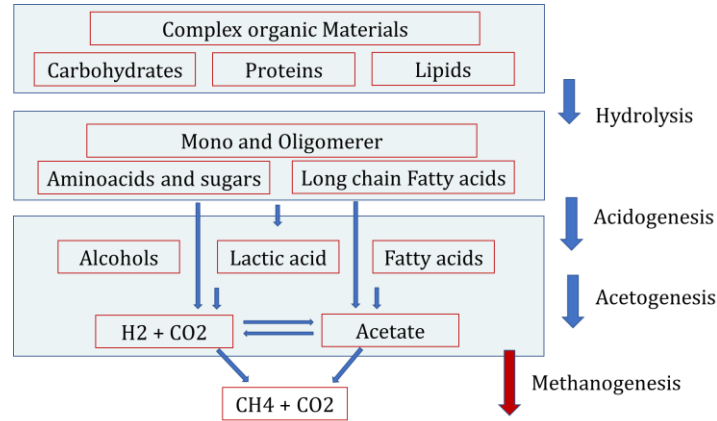 Complex organic Materials
Carbohydrates
Proteins
Lipids
Hydrolysis
Mono and Oligomerer
Aminoacids and sugars
Long chain Fatty acids
Acidogenesis
Alcohols
Lactic acid
Fatty acids
Acetogenesis
H2 + CO2
Acetate
Methanogenesis
CH4 + CO2